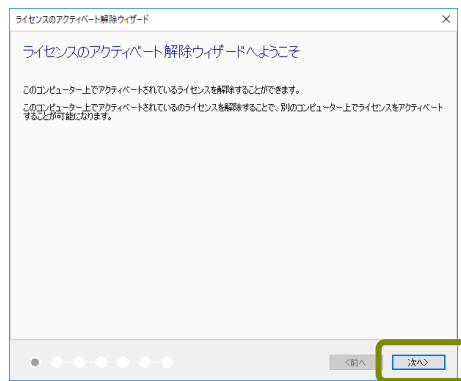 ライセンスのアクティベート解除ウィザード
ライセンスのアクティベート解除ウィザードへようこそ
このコンピューター上でアクティベートされているライセンスを解除することができます。
このコンピューター上でアクティベートされているのライセンスを解除することで、別のコンピューター上でライセンスをアクティベート
することが可能になります。
<前へ 次へ>